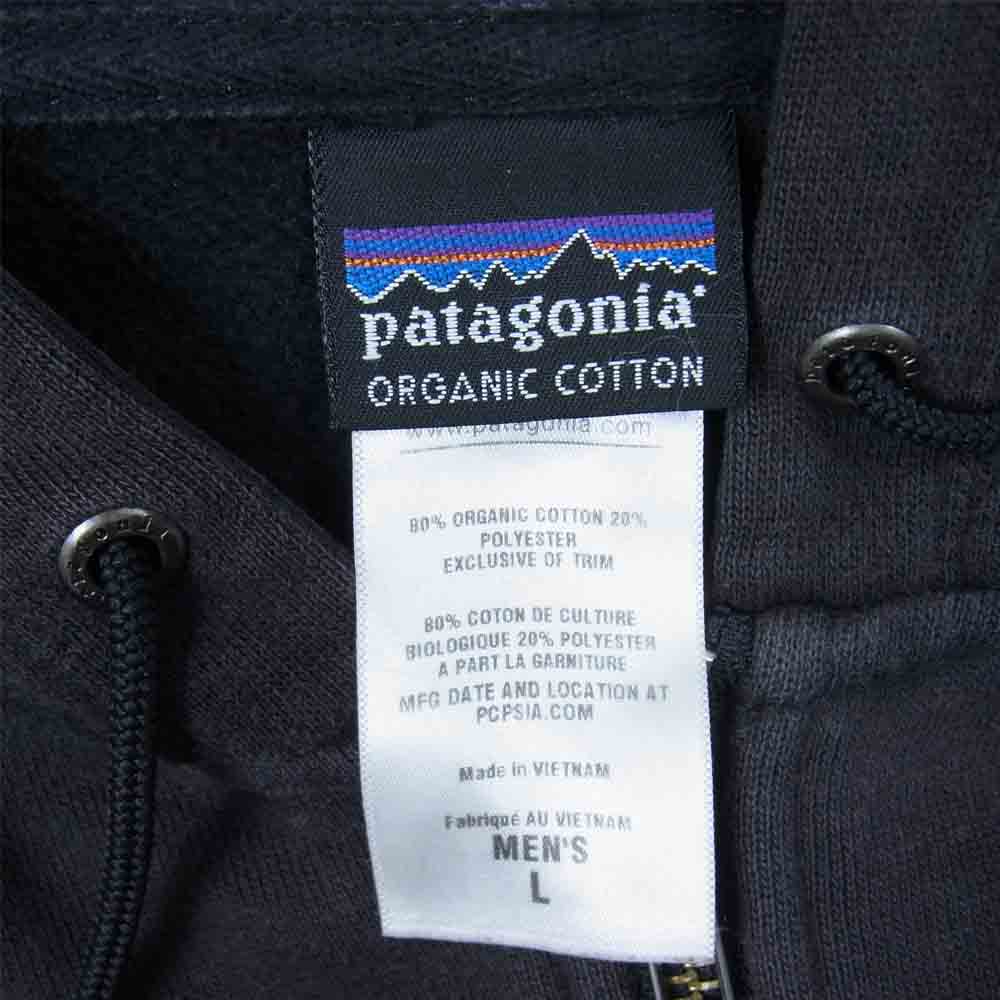 patagonia®
ORGANIC COTTON
www.patagonia.com
80% ORGANIC COTTON 20%
POLYESTER
EXCLUSIVE OF TRIM
80% COTON DE CULTURE
BIOLOGIQUE 20% POLYESTER
A PART LA GARNITURE
MFG DATE AND LOCATION AT
PCPSIA.COM
Made in VIETNAM
Fabriqué AU VIETNAM
MEN'S
L